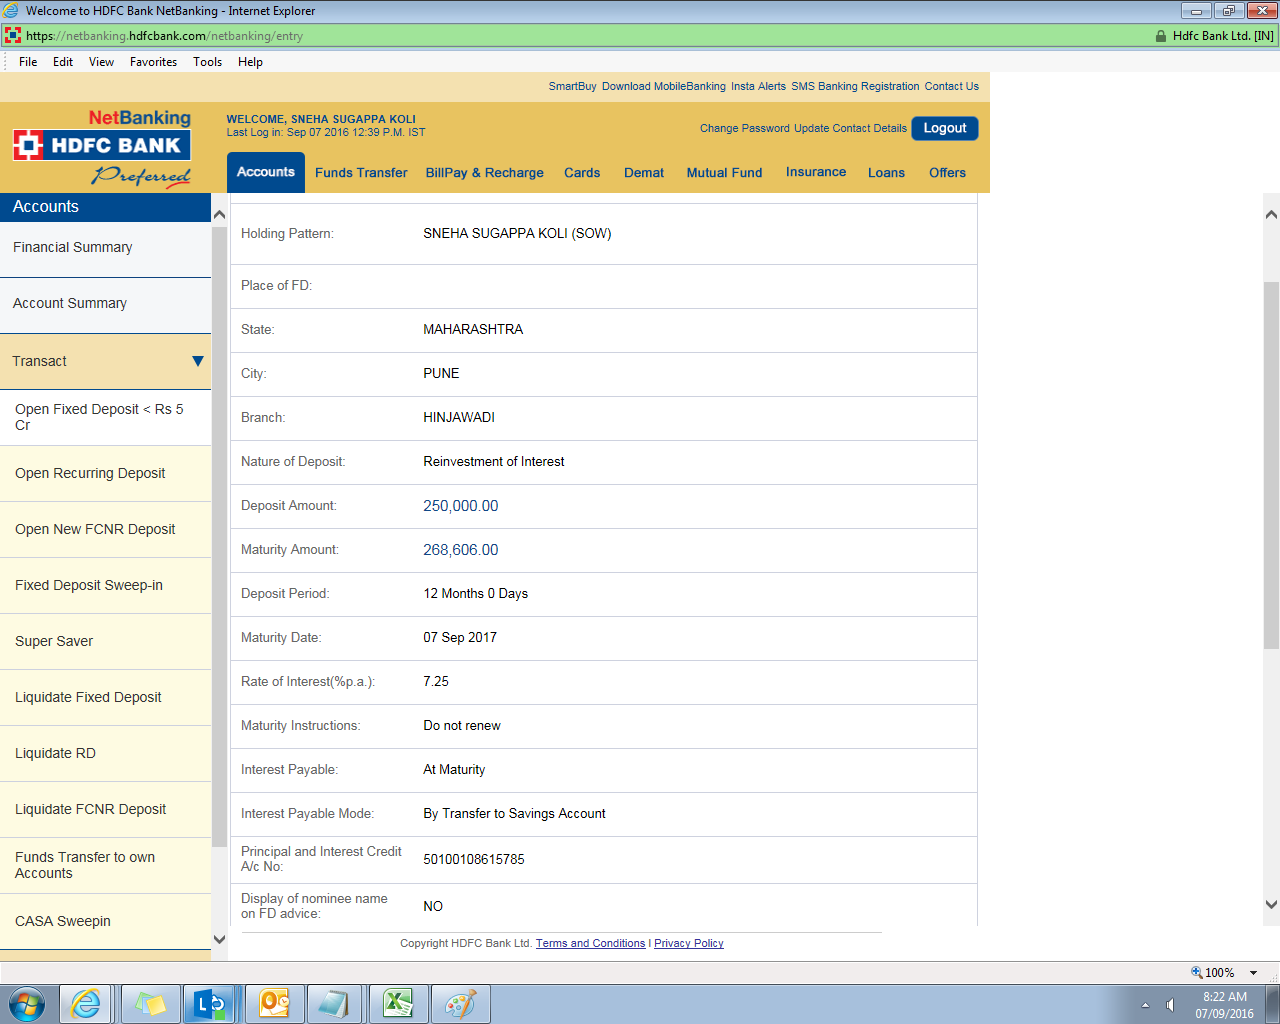 Welcome to HDFC Bank NetBanking - Internet Explorer
https://netbanking.hdfcbank.com/netbanking/entry
Hdfc Bank Ltd. [IN]
File Edit View Favorites Tools Help
SmartBuy Download MobileBanking Insta Alerts SMS Banking Registration Contact Us
NetBanking
HDFC BANK
Preferred
WELCOME, SNEHA SUGAPPA KOLI
Last Log in: Sep 07 2016 12:39 P.M. IST
Change Password Update Contact Details Logout
Accounts Funds Transfer BillPay & Recharge Cards Demat Mutual Fund Insurance Loans Offers
Accounts
Financial Summary
Account Summary
Transact
Open Fixed Deposit < Rs 5
Cr
Open Recurring Deposit
Open New FCNR Deposit
Fixed Deposit Sweep-in
Super Saver
Liquidate Fixed Deposit
Liquidate RD
Liquidate FCNR Deposit
Funds Transfer to own
Accounts
CASA Sweepin
Holding Pattern: SNEHA SUGAPPA KOLI (SOW)
Place of FD:
State: MAHARASHTRA
City: PUNE
Branch: HINJAWADI
Nature of Deposit: Reinvestment of Interest
Deposit Amount: 250,000.00
Maturity Amount: 268,606.00
Deposit Period: 12 Months 0 Days
Maturity Date: 07 Sep 2017
Rate of Interest(%p.a.): 7.25
Maturity Instructions: Do not renew
Interest Payable: At Maturity
Interest Payable Mode: By Transfer to Savings Account
Principal and Interest Credit
A/c No: 50100108615785
Display of nominee name
on FD advice: NO
Copyright HDFC Bank Ltd. Terms and Conditions I Privacy Policy
100%
8:22 AM
07/09/2016